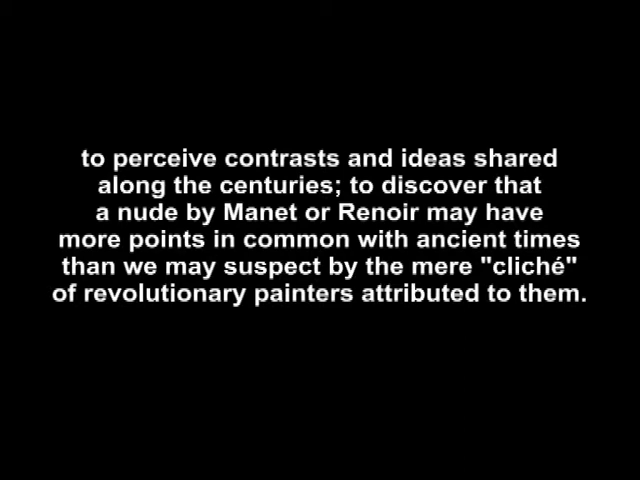 to perceive contrasts and ideas shared
along the centuries; to discover that
a nude by Manet or Renoir may have
more points in common with ancient times
than we may suspect by the mere "cliché"
of revolutionary painters attributed to them.